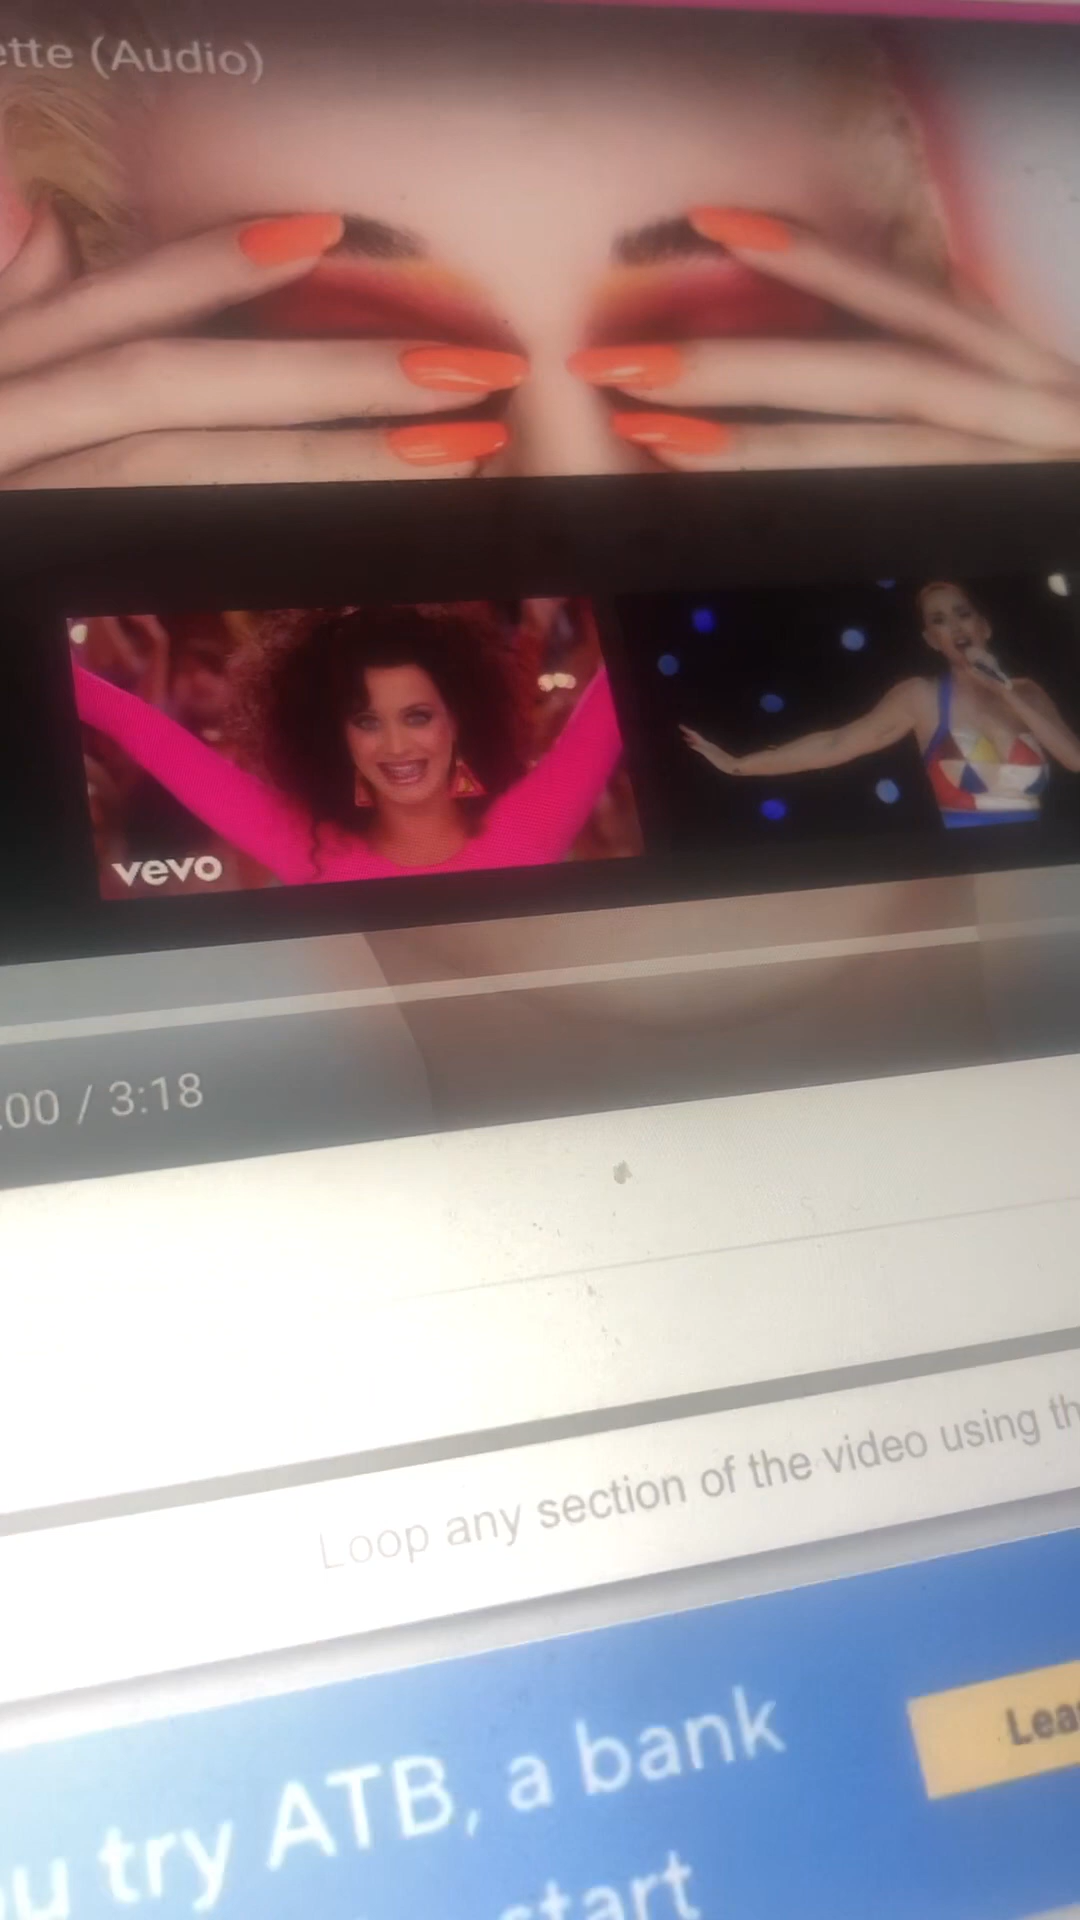 ette (Audio)
vevo
:00 / 3:18
Loop any section of the video using th
ou try ATB, a bank
Lea
start